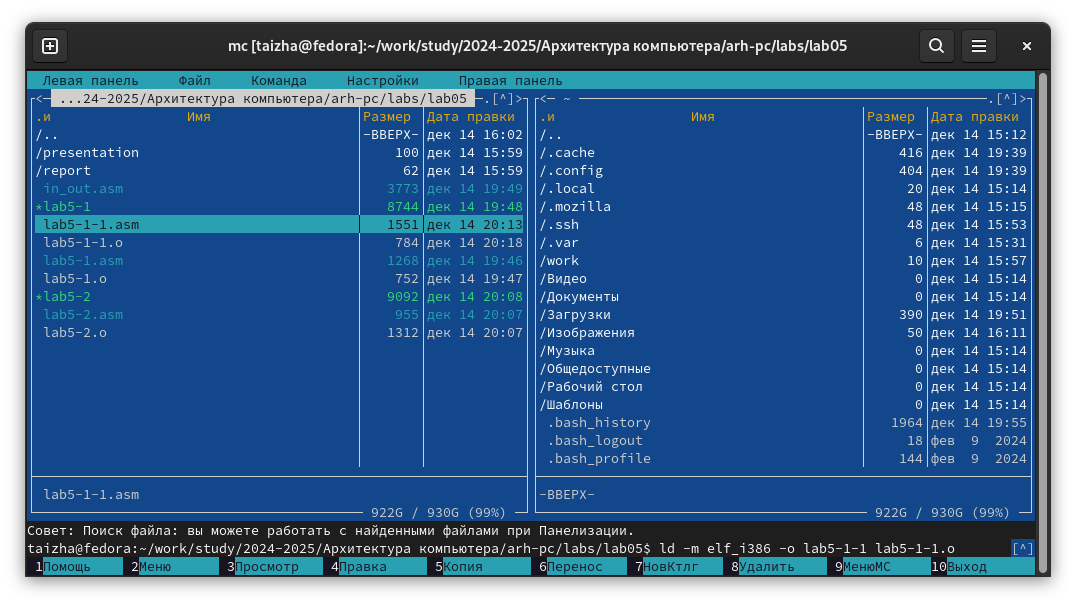 mc [taizha@fedora]:~/work/study/2024-2025/Архитектура компьютера/arh-pc/labs/lab05
Левая панель Файл Команда Настройки Правая панель
<— ...24-2025/Архитектура компьютера/arh-pc/labs/lab05 —.[^]> <— ~ —.[^]>
.и Имя Размер Дата правки .и Имя Размер Дата правки
/.. -ВВЕРХ- дек 14 16:02 /.. -ВВЕРХ- дек 14 15:12
/presentation 100 дек 14 15:59 /.cache 416 дек 14 19:39
/report 62 дек 14 15:59 /.config 404 дек 14 19:39
in_out.asm 3773 дек 14 19:49 /.local 20 дек 14 15:14
*lab5-1 8744 дек 14 19:48 /.mozilla 48 дек 14 15:15
lab5-1-1.asm 1551 дек 14 20:13 /.ssh 48 дек 14 15:53
lab5-1-1.o 784 дек 14 20:18 /.var 6 дек 14 15:31
lab5-1.asm 1268 дек 14 19:46 /work 10 дек 14 15:57
lab5-1.o 752 дек 14 19:47 /Видео 0 дек 14 15:14
*lab5-2 9092 дек 14 20:08 /Документы 0 дек 14 15:14
lab5-2.asm 955 дек 14 20:07 /Загрузки 390 дек 14 19:51
lab5-2.o 1312 дек 14 20:07 /Изображения 50 дек 14 16:11
/Музыка 0 дек 14 15:14
/Общедоступные 0 дек 14 15:14
/Рабочий стол 0 дек 14 15:14
/Шаблоны 0 дек 14 15:14
.bash_history 1964 дек 14 19:55
.bash_logout 18 фев 9 2024
.bash_profile 144 фев 9 2024
lab5-1-1.asm -ВВЕРХ-
922G / 930G (99%) 922G / 930G (99%)
Совет: Поиск файла: вы можете работать с найденными файлами при Панелизации.
taizha@fedora:~/work/study/2024-2025/Архитектура компьютера/arh-pc/labs/lab05$ ld -m elf_i386 -o lab5-1-1 lab5-1-1.o [^]
1Помощь 2Меню 3Просмотр 4Правка 5Копия 6Перенос 7НовКтлг 8Удалить 9МенюМС 10Выход